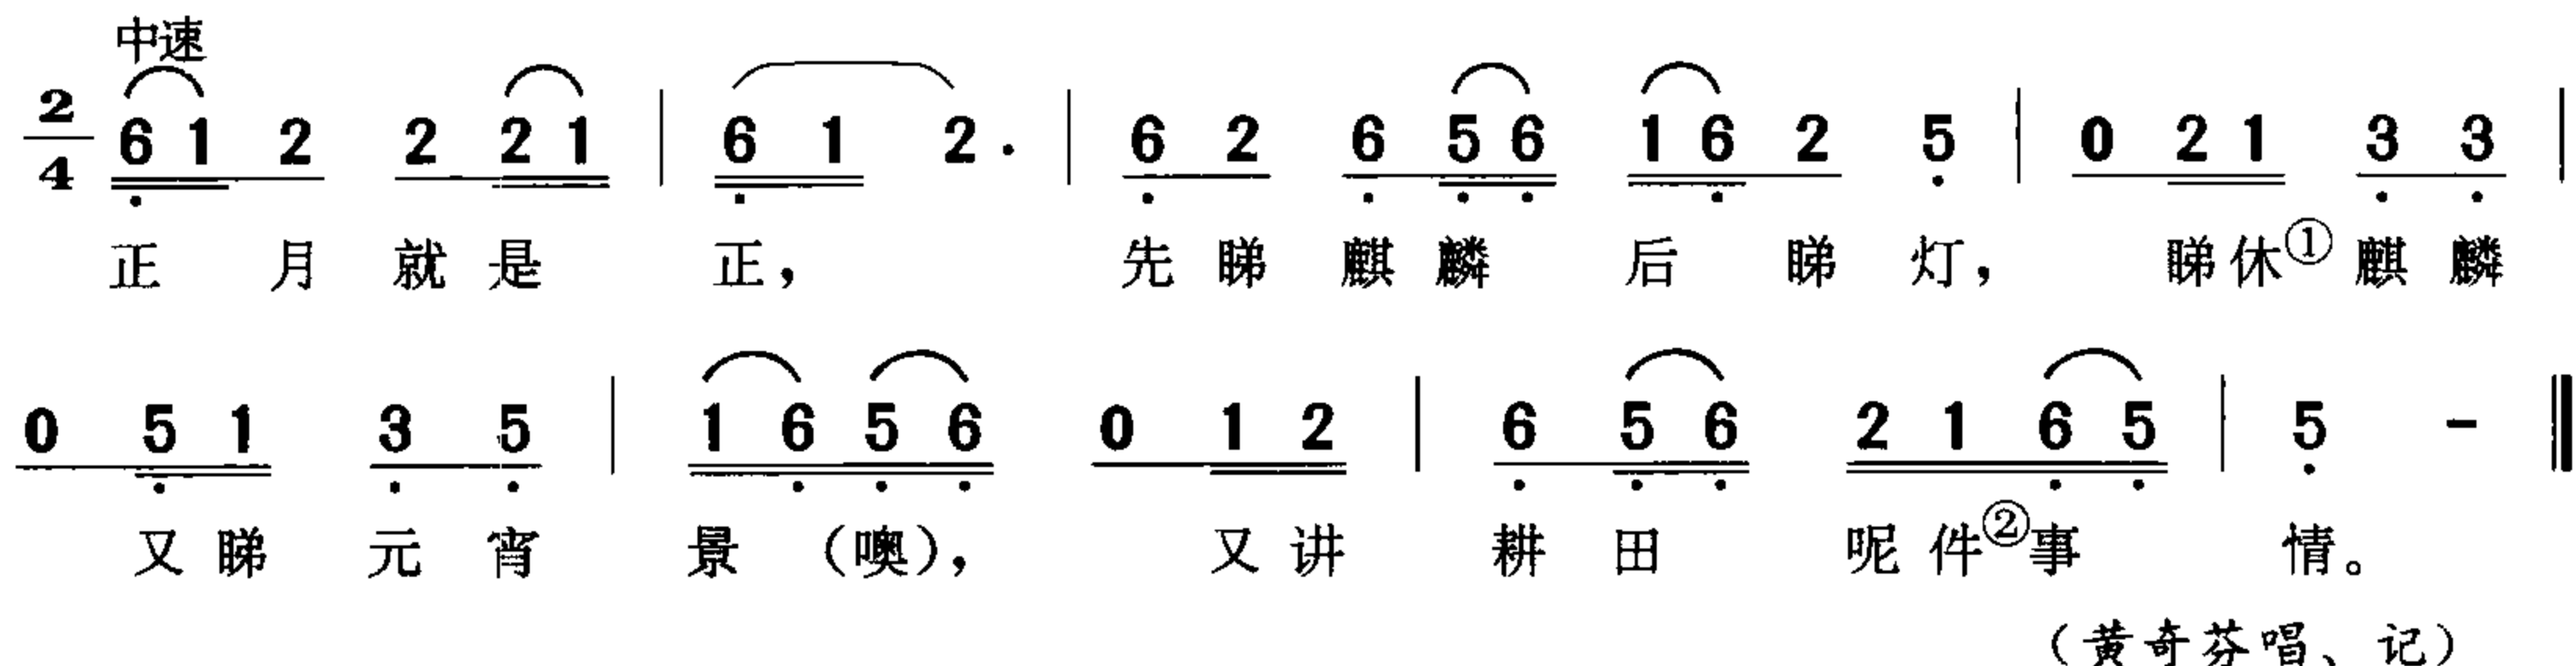 中速
2/4 6 1 2 2 2 1 | 6 1 2. | 6 2 6 5 6 1 6 2 5 | 0 2 1 3 3 |
正 月 就 是 正， 先 睇 麒 麟 后 睇 灯， 睇 休① 麒 麟
0 5 1 3 5 | 1 6 5 6 0 1 2 | 6 5 6 2 1 6 5 | 5 - ‖
又 睇 元 宵 景 （噢）， 又 讲 耕 田 呢 件②事 情。
（黄奇芬唱、记）